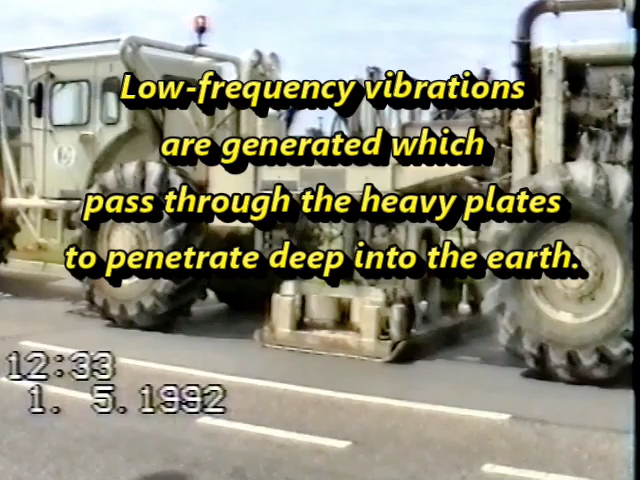 Low-frequency vibrations
are generated which
pass through the heavy plates
to penetrate deep into the earth.
12:33
1. 5.1992